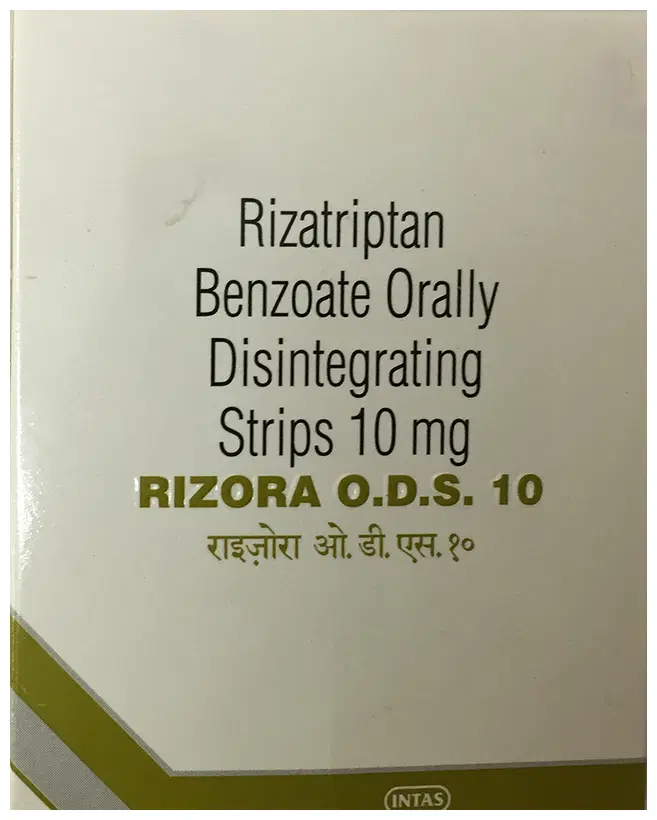 Rizatriptan
Benzoate Orally
Disintegrating
Strips 10 mg
RIZORA O.D.S. 10
राइज़ोरा ओ. डी. एस. १०
INTAS